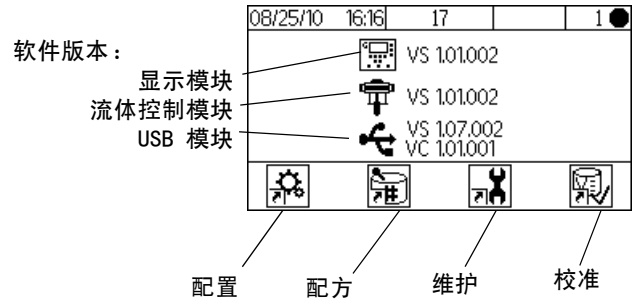 08/25/10 16:16 17 1
软件版本：
显示模块 VS 1.01.002
流体控制模块 VS 1.01.002
USB 模块 VS 1.07.002
VC 1.01.001
配置 配方 维护 校准